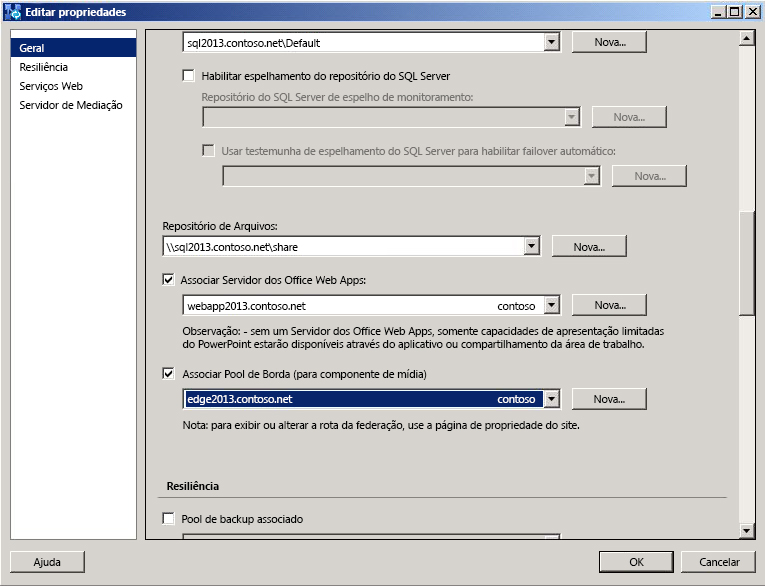 Editar propriedades
Geral
Resiliência
Serviços Web
Servidor de Mediação
sql2013.contoso.net\Default
Nova...
Habilitar espelhamento do repositório do SQL Server
Repositório do SQL Server de espelho de monitoramento:
Nova...
Usar testemunha de espelhamento do SQL Server para habilitar failover automático:
Nova...
Repositório de Arquivos:
\\sql2013.contoso.net\share
Nova...
Associar Servidor dos Office Web Apps:
webapp2013.contoso.net contoso
Nova...
Observação: - sem um Servidor dos Office Web Apps, somente capacidades de apresentação limitadas
do PowerPoint estarão disponíveis através do aplicativo ou compartilhamento da área de trabalho.
Associar Pool de Borda (para componente de mídia)
edge2013.contoso.net contoso
Nova...
Nota: para exibir ou alterar a rota da federação, use a página de propriedade do site.
Resiliência
Pool de backup associado
Ajuda
OK
Cancelar